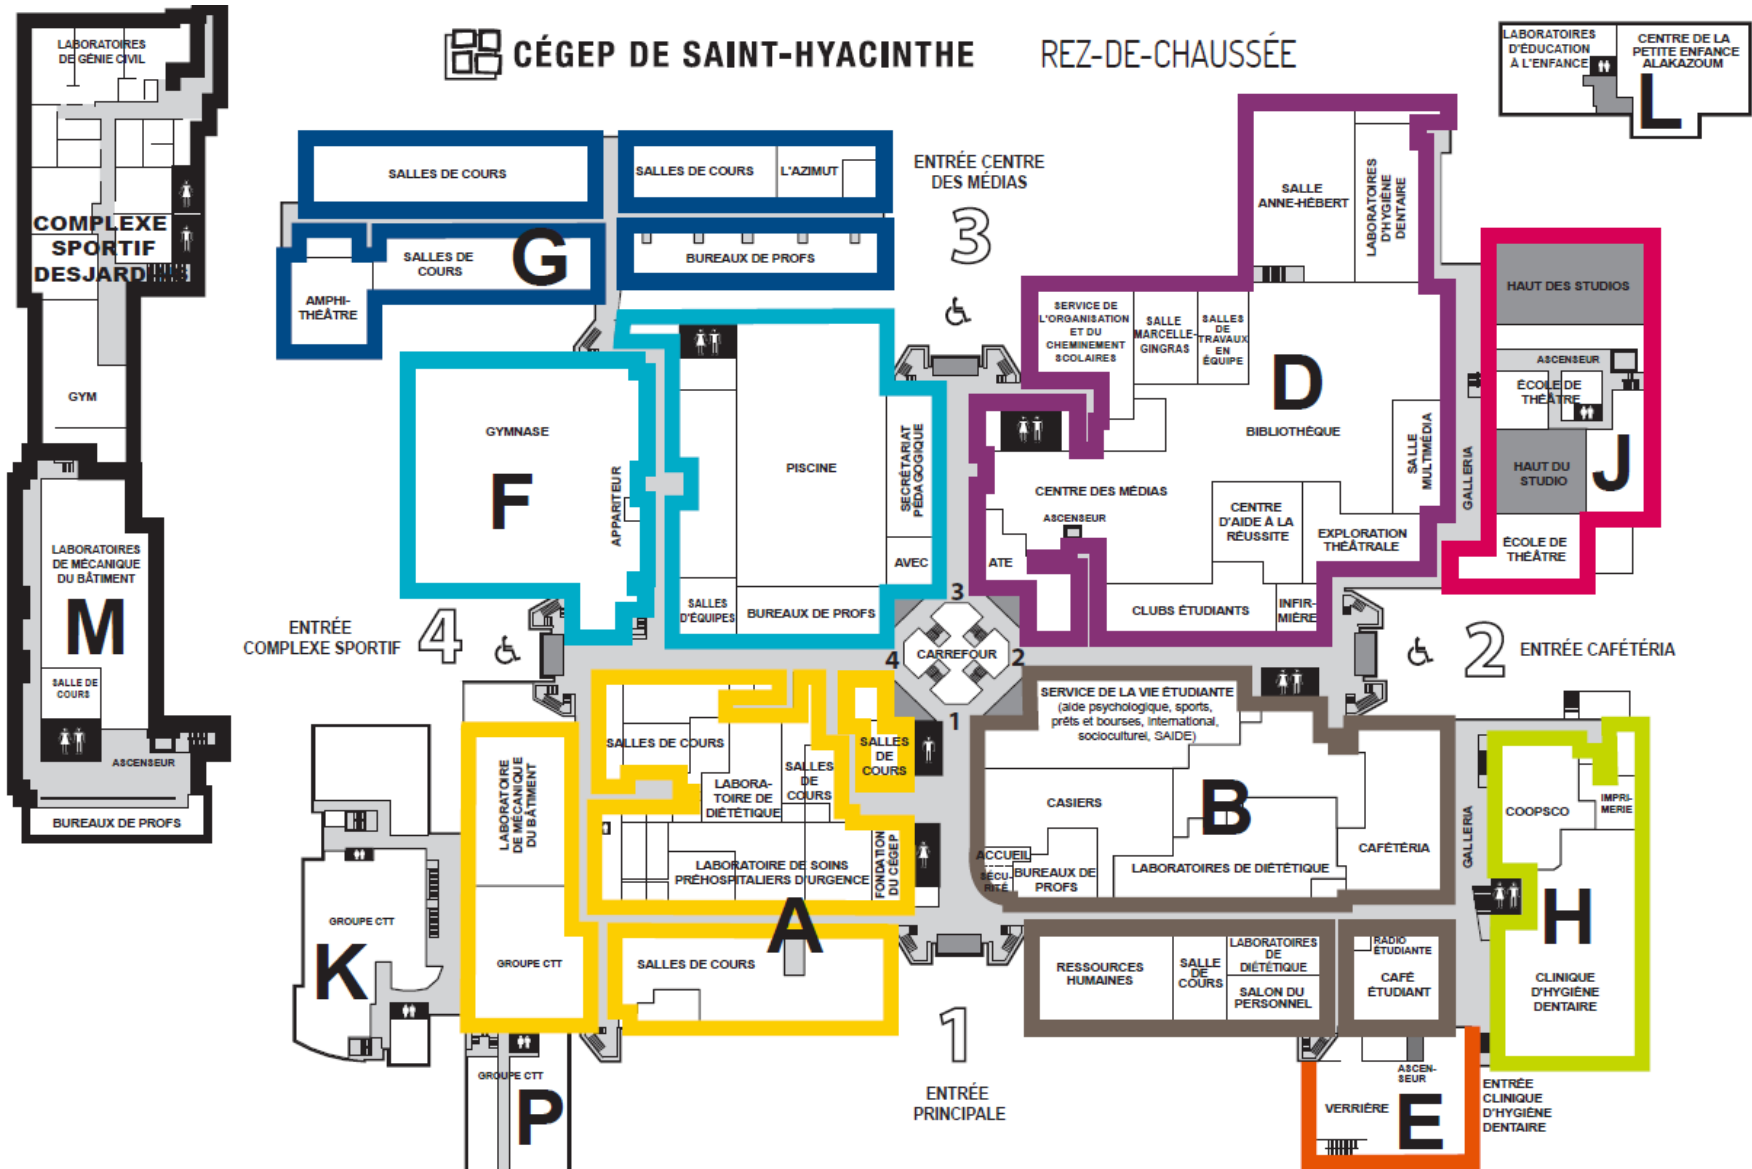 CÉGEP DE SAINT-HYACINTHE
REZ-DE-CHAUSSÉE
LABORATOIRES
DE GÉNIE CIVIL
COMPLEXE
SPORTIF
DESJARDINS
GYM
LABORATOIRES
DE MÉCANIQUE
DU BÂTIMENT
M
SALLE DE
COURS
ASCENSEUR
BUREAUX DE PROFS
SALLES DE COURS
SALLES DE COURS
L'AZIMUT
SALLES DE
COURS
G
AMPHI-
THÉÂTRE
BUREAUX DE PROFS
ENTRÉE CENTRE
DES MÉDIAS
3
LABORATOIRES
D'ÉDUCATION
À L'ENFANCE
CENTRE DE LA
PETITE ENFANCE
ALAKAZOUM
L
SALLE
ANNE-HÉBERT
LABORATOIRES
D'HYGIÈNE
DENTAIRE
SERVICE DE
L'ORGANISATION
ET DU
CHEMINEMENT
SCOLAIRES
SALLE
MARCELLE-
GINGRAS
SALLES
DE
TRAVAUX
EN
ÉQUIPE
D
BIBLIOTHÈQUE
SALLE
MULTIMÉDIA
CENTRE DES MÉDIAS
ASCENSEUR
CENTRE
D'AIDE À LA
RÉUSSITE
EXPLORATION
THÉÂTRALE
ATE
CLUBS ÉTUDIANTS
INFIR-
MIÈRE
GALLERIA
HAUT DES STUDIOS
ASCENSEUR
ÉCOLE DE
THÉÂTRE
HAUT DU
STUDIO
J
ÉCOLE DE
THÉÂTRE
GYMNASE
F
APPARITEUR
PISCINE
SECRÉTARIAT
PÉDAGOGIQUE
AVEC
SALLES
D'ÉQUIPES
BUREAUX DE PROFS
ENTRÉE
COMPLEXE SPORTIF
4
3
4
CARREFOUR
2
1
2
ENTRÉE CAFÉTÉRIA
SALLES DE COURS
LABORA-
TOIRE DE
DIÉTÉTIQUE
SALLES
DE
COURS
SALLES
DE
COURS
LABORATOIRE
DE MÉCANIQUE
DU BÂTIMENT
LABORATOIRE DE SOINS
PRÉHOSPITALIERS D'URGENCE
FONDATION
DU CÉGEP
A
SALLES DE COURS
GROUPE CTT
GROUPE CTT
K
GROUPE CTT
P
SERVICE DE LA VIE ÉTUDIANTE
(aide psychologique, sports,
prêts et bourses, international,
socioculturel, SAIDE)
CASIERS
B
ACCUEIL
SÉCU-
RITÉ
BUREAUX DE
PROFS
LABORATOIRES DE DIÉTÉTIQUE
CAFÉTÉRIA
GALLERIA
COOPSCO
IMPRI-
MERIE
H
CLINIQUE
D'HYGIÈNE
DENTAIRE
RESSOURCES
HUMAINES
SALLE
DE
COURS
LABORATOIRES
DE
DIÉTÉTIQUE
SALON DU
PERSONNEL
RADIO
ÉTUDIANTE
CAFÉ
ÉTUDIANT
1
ENTRÉE
PRINCIPALE
ASCEN-
SEUR
VERRIÈRE
E
ENTRÉE
CLINIQUE
D'HYGIÈNE
DENTAIRE